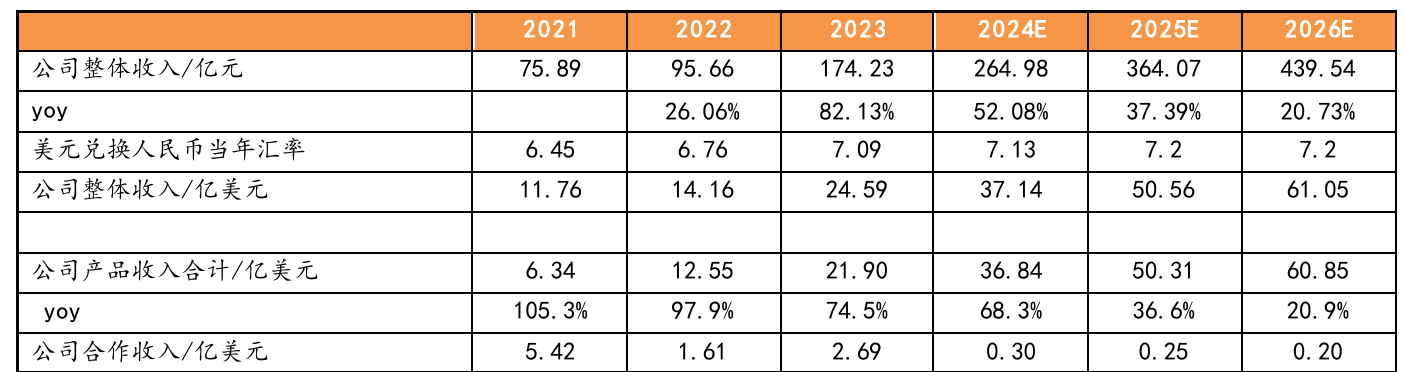 2021 2022 2023 2024E 2025E 2026E
公司整体收入/亿元 75.89 95.66 174.23 264.98 364.07 439.54
yoy 26.06% 82.13% 52.08% 37.39% 20.73%
美元兑换人民币当年汇率 6.45 6.76 7.09 7.13 7.2 7.2
公司整体收入/亿美元 11.76 14.16 24.59 37.14 50.56 61.05
公司产品收入合计/亿美元 6.34 12.55 21.90 36.84 50.31 60.85
yoy 105.3% 97.9% 74.5% 68.3% 36.6% 20.9%
公司合作收入/亿美元 5.42 1.61 2.69 0.30 0.25 0.20